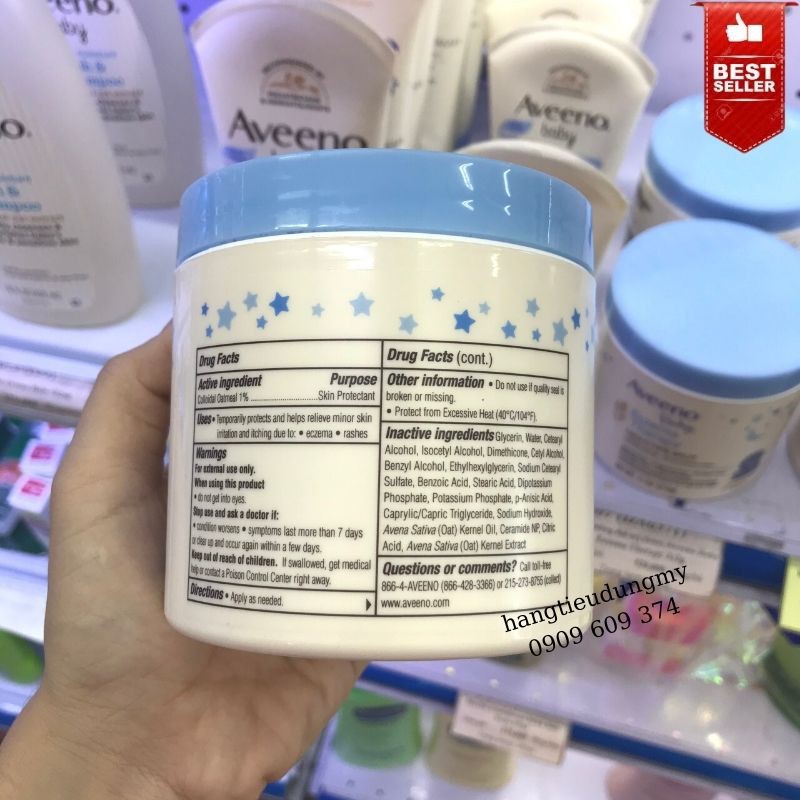 BEST
SELLER
Aveeno
Aveeno
baby
Aveeno
Drug Facts
Active ingredient Purpose
Colloidal Oatmeal 1% Skin Protectant
Uses • Temporarily protects and helps relieve minor skin
irritation and itching due to: • eczema • rashes
Warnings
For external use only.
When using this product
• do not get into eyes.
Stop use and ask a doctor if:
• condition worsens • symptoms last more than 7 days
or clear up and occur again within a few days.
Keep out of reach of children. If swallowed, get medical
help or contact a Poison Control Center right away.
Directions • Apply as needed.
Drug Facts (cont.)
Other information • Do not use if quality seal is
broken or missing.
• Protect from Excessive Heat (40°C/104°F).
Inactive ingredients Glycerin, Water, Cetearyl
Alcohol, Isocetyl Alcohol, Dimethicone, Cetyl Alcohol,
Benzyl Alcohol, Ethylhexylglycerin, Sodium Cetearyl
Sulfate, Benzoic Acid, Stearic Acid, Dipotassium
Phosphate, Potassium Phosphate, p-Anisic Acid,
Caprylic/Capric Triglyceride, Sodium Hydroxide,
Avena Sativa (Oat) Kernel Oil, Ceramide NP, Citric
Acid, Avena Sativa (Oat) Kernel Extract
Questions or comments? Call toll-free
866-4-AVEENO (866-428-3366) or 215-273-8755 (collect)
www.aveeno.com
hangtieudungmy
0909 609 374